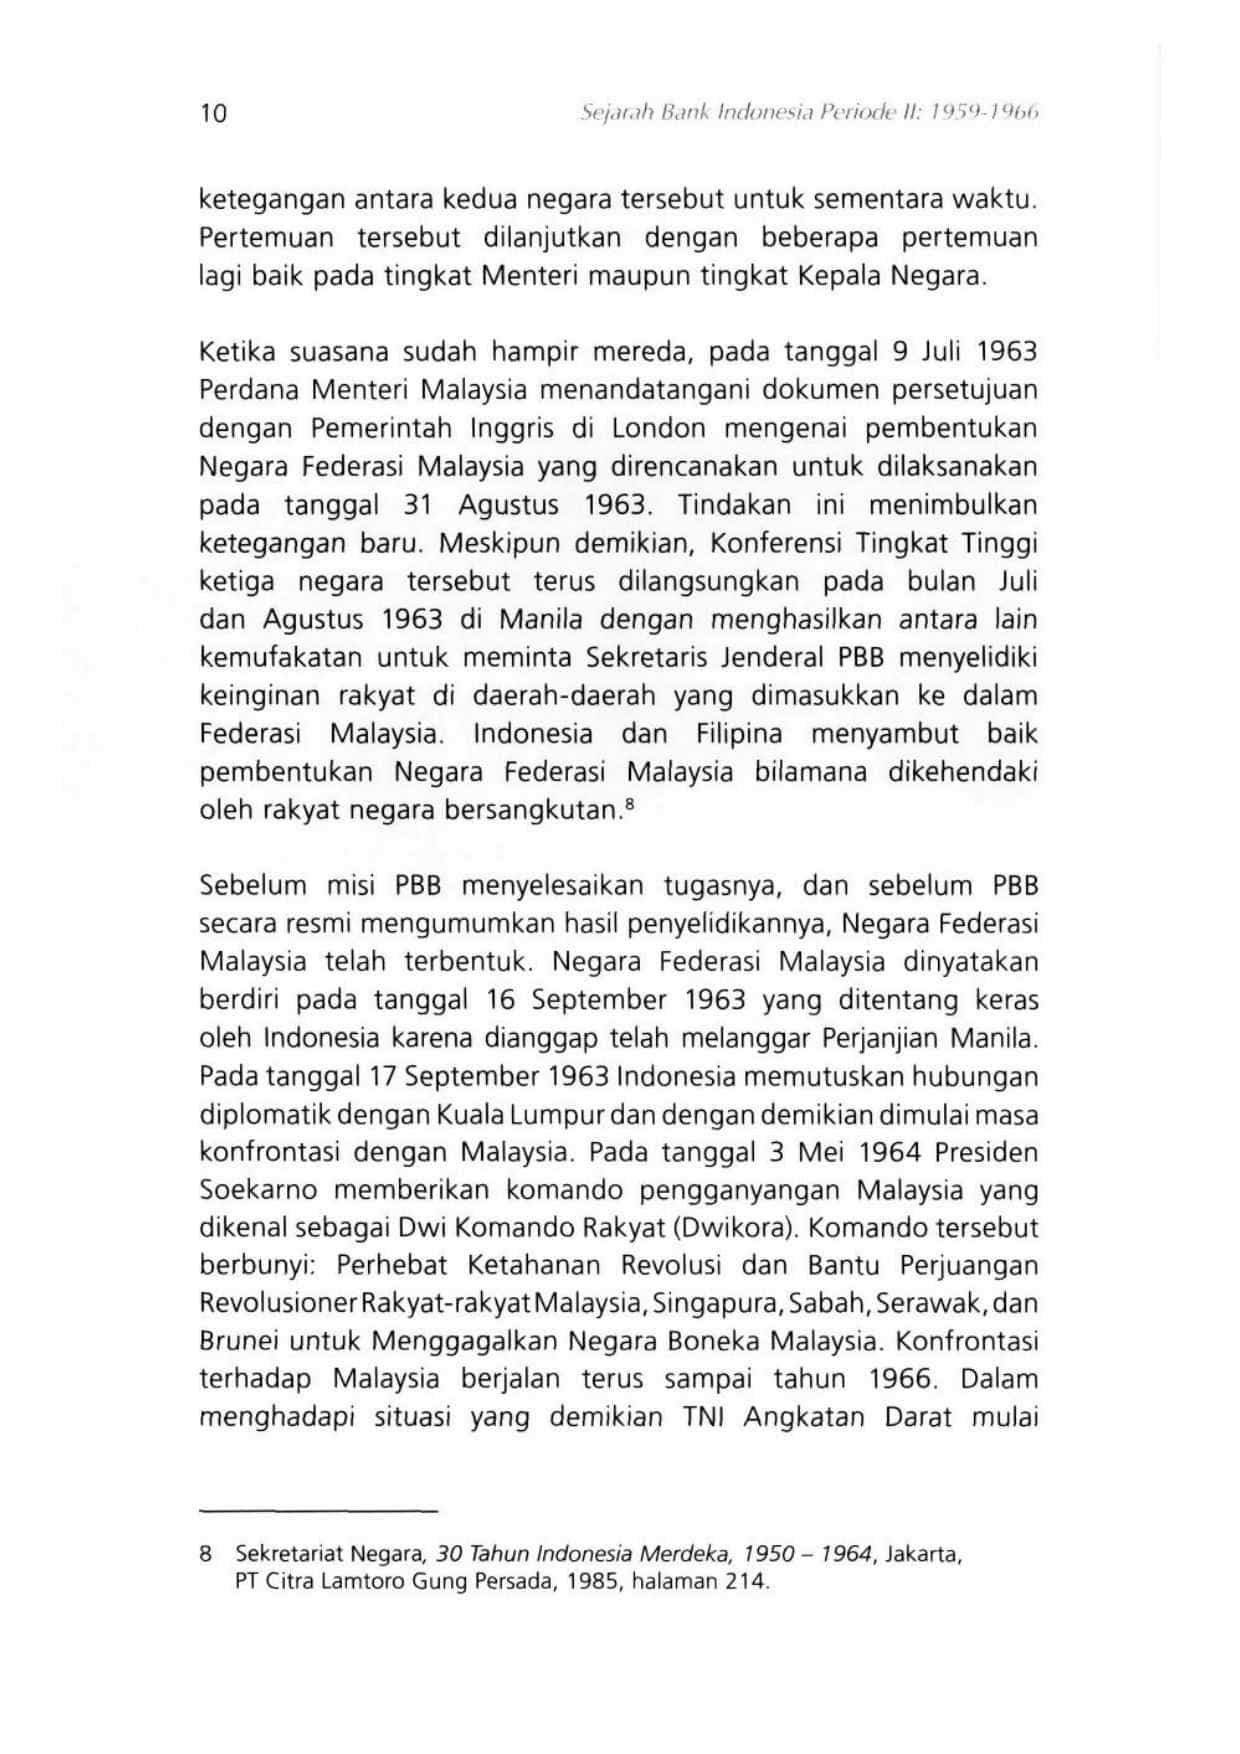 10
Sejarah Bank Indonesia Periode II: 1959-1966
ketegangan antara kedua negara tersebut untuk sementara waktu.
Pertemuan tersebut dilanjutkan dengan beberapa pertemuan
lagi baik pada tingkat Menteri maupun tingkat Kepala Negara.
Ketika suasana sudah hampir mereda, pada tanggal 9 Juli 1963
Perdana Menteri Malaysia menandatangani dokumen persetujuan
dengan Pemerintah Inggris di London mengenai pembentukan
Negara Federasi Malaysia yang direncanakan untuk dilaksanakan
pada tanggal 31 Agustus 1963. Tindakan ini menimbulkan
ketegangan baru. Meskipun demikian, Konferensi Tingkat Tinggi
ketiga negara tersebut terus dilangsungkan pada bulan Juli
dan Agustus 1963 di Manila dengan menghasilkan antara lain
kemufakatan untuk meminta Sekretaris Jenderal PBB menyelidiki
keinginan rakyat di daerah-daerah yang dimasukkan ke dalam
Federasi Malaysia. Indonesia dan Filipina menyambut baik
pembentukan Negara Federasi Malaysia bilamana dikehendaki
oleh rakyat negara bersangkutan.⁸
Sebelum misi PBB menyelesaikan tugasnya, dan sebelum PBB
secara resmi mengumumkan hasil penyelidikannya, Negara Federasi
Malaysia telah terbentuk. Negara Federasi Malaysia dinyatakan
berdiri pada tanggal 16 September 1963 yang ditentang keras
oleh Indonesia karena dianggap telah melanggar Perjanjian Manila.
Pada tanggal 17 September 1963 Indonesia memutuskan hubungan
diplomatik dengan Kuala Lumpur dan dengan demikian dimulai masa
konfrontasi dengan Malaysia. Pada tanggal 3 Mei 1964 Presiden
Soekarno memberikan komando pengganyangan Malaysia yang
dikenal sebagai Dwi Komando Rakyat (Dwikora). Komando tersebut
berbunyi: Perhebat Ketahanan Revolusi dan Bantu Perjuangan
Revolusioner Rakyat-rakyat Malaysia, Singapura, Sabah, Serawak, dan
Brunei untuk Menggagalkan Negara Boneka Malaysia. Konfrontasi
terhadap Malaysia berjalan terus sampai tahun 1966. Dalam
menghadapi situasi yang demikian TNI Angkatan Darat mulai
8 Sekretariat Negara, 30 Tahun Indonesia Merdeka, 1950 – 1964, Jakarta,
PT Citra Lamtoro Gung Persada, 1985, halaman 214.